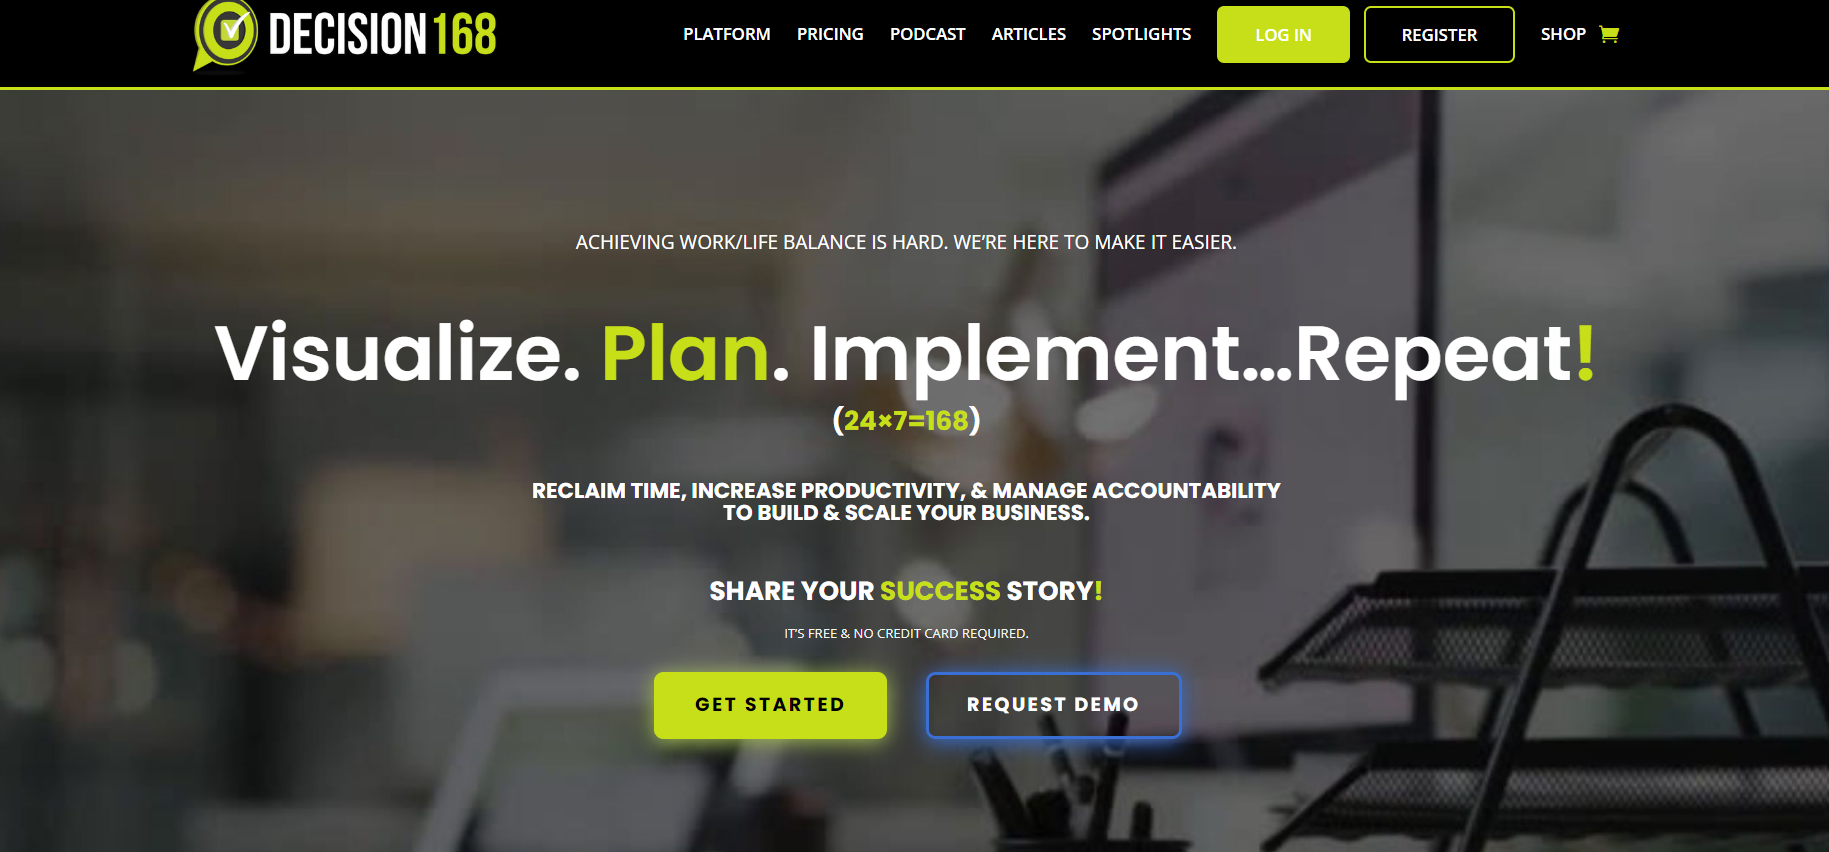 DECISION168
PLATFORM
PRICING
PODCAST
ARTICLES
SPOTLIGHTS
LOG IN
REGISTER
SHOP
ACHIEVING WORK/LIFE BALANCE IS HARD. WE’RE HERE TO MAKE IT EASIER.
Visualize. Plan. Implement…Repeat!
(24×7=168)
RECLAIM TIME, INCREASE PRODUCTIVITY, & MANAGE ACCOUNTABILITY
TO BUILD & SCALE YOUR BUSINESS.
SHARE YOUR SUCCESS STORY!
IT’S FREE & NO CREDIT CARD REQUIRED.
GET STARTED
REQUEST DEMO